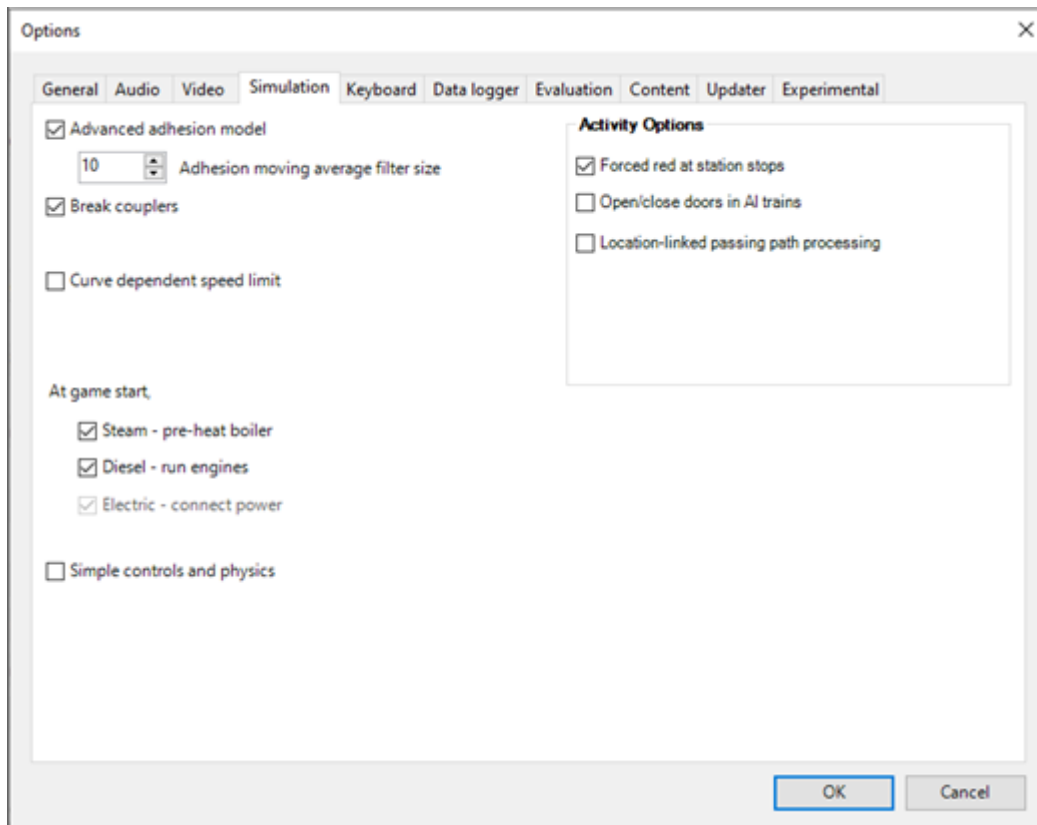 Options
General Audio Video Simulation Keyboard Data logger Evaluation Content Updater Experimental
Advanced adhesion model
10 Adhesion moving average filter size
Break couplers
Curve dependent speed limit
At game start,
Steam - pre-heat boiler
Diesel - run engines
Electric - connect power
Simple controls and physics
Activity Options
Forced red at station stops
Open/close doors in AI trains
Location-linked passing path processing
OK Cancel